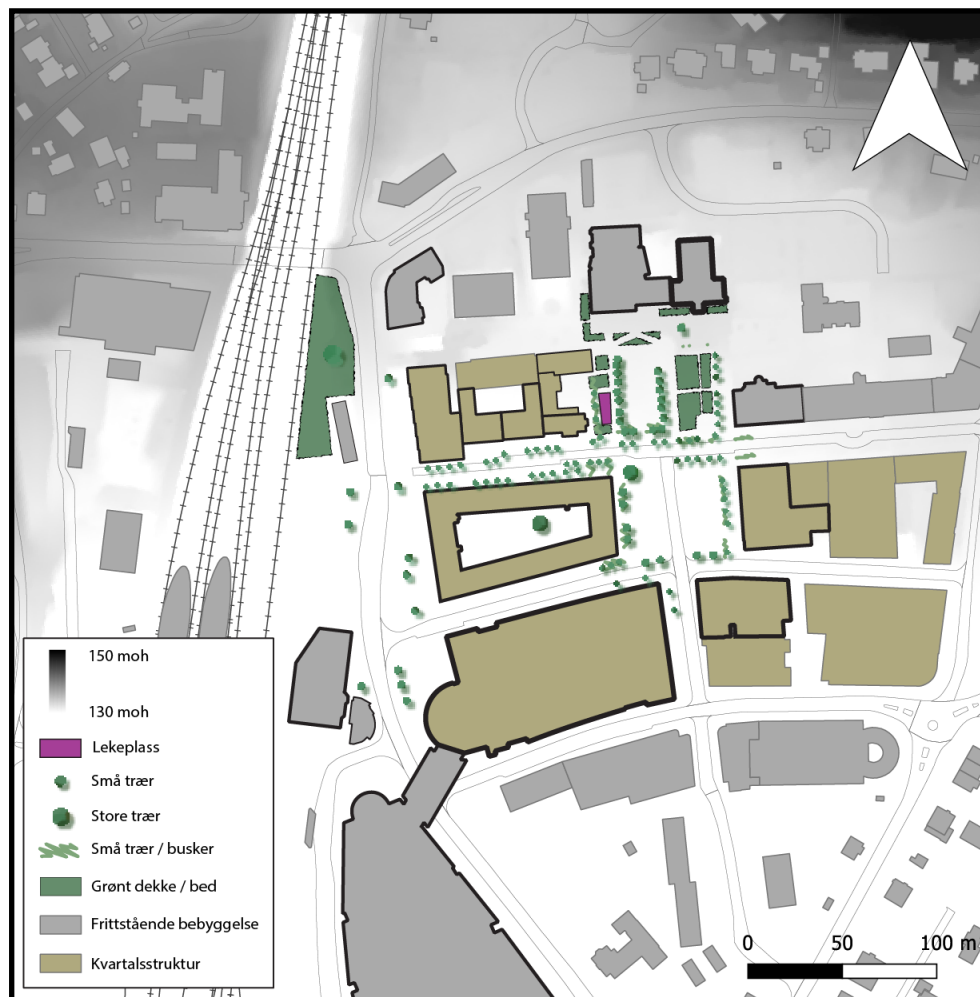 150 moh
130 moh
Lekeplass
Små trær
Store trær
Små trær / busker
Grønt dekke / bed
Frittstående bebyggelse
Kvartalsstruktur
0 50 100 m